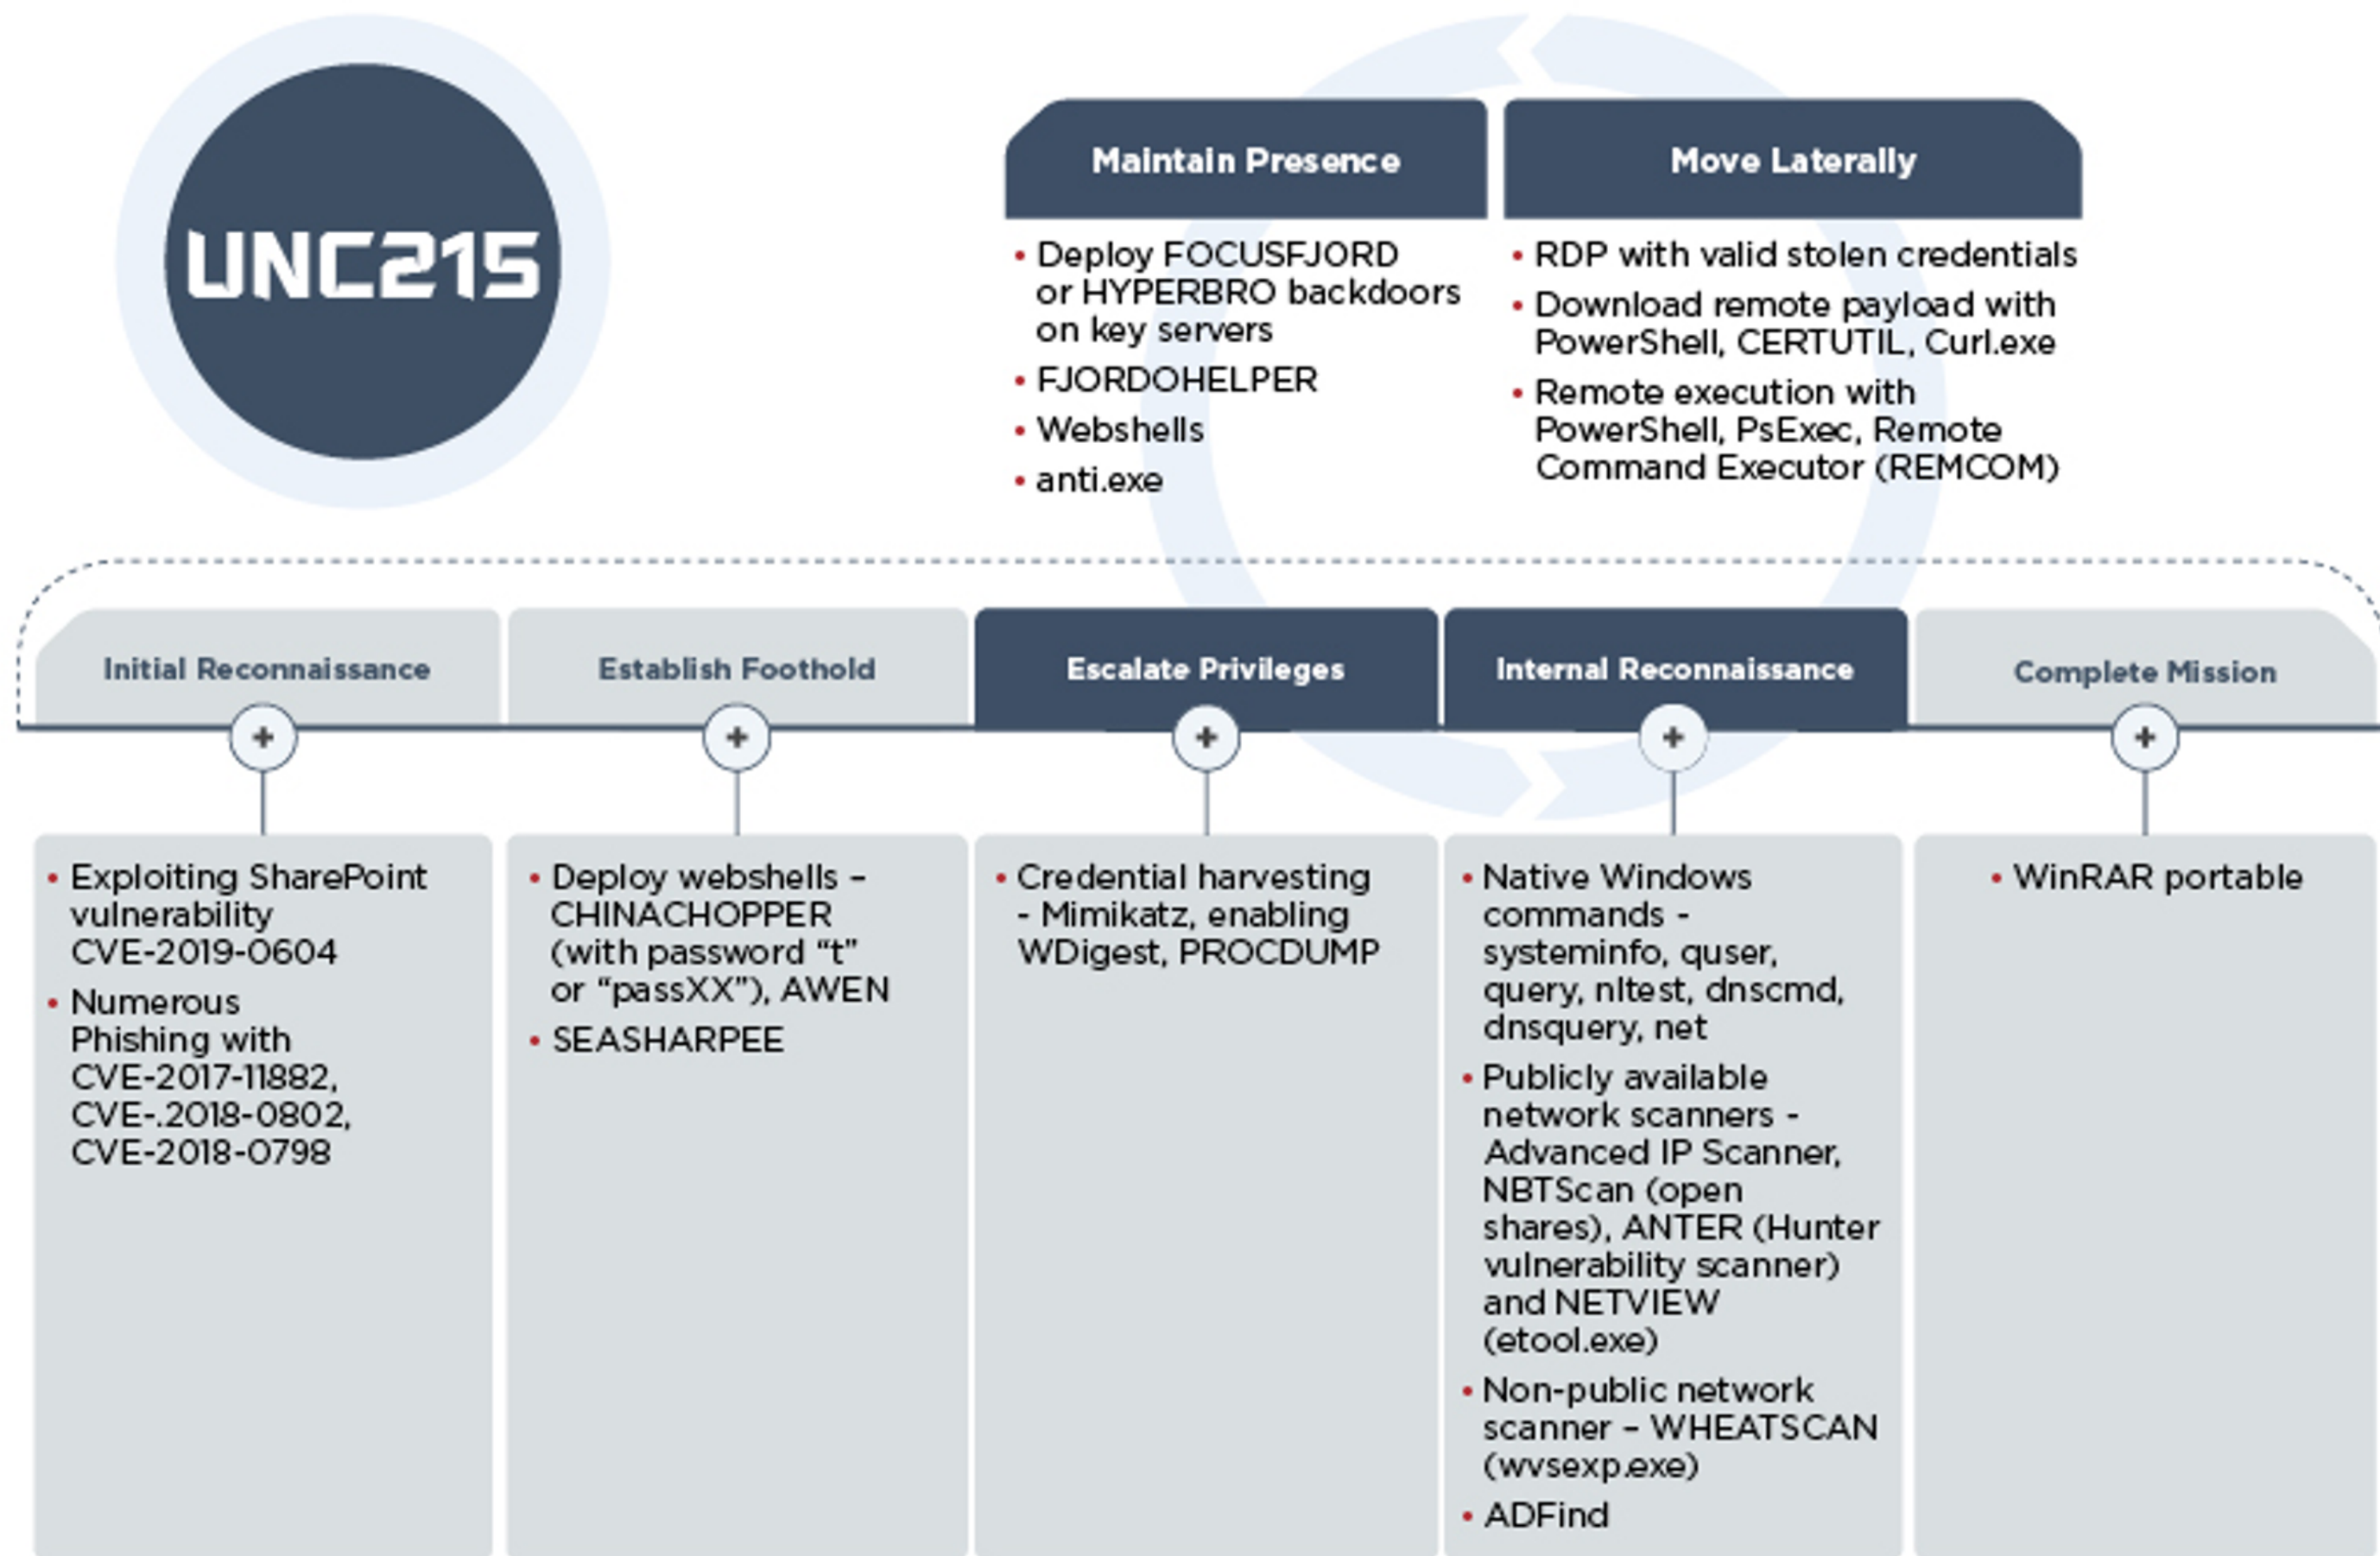 UNC215
Maintain Presence
• Deploy FOCUSFJORD
or HYPERBRO backdoors
on key servers
• FJORDOHELPER
• Webshells
• anti.exe
Move Laterally
• RDP with valid stolen credentials
• Download remote payload with
PowerShell, CERTUTIL, Curl.exe
• Remote execution with
PowerShell, PsExec, Remote
Command Executor (REMCOM)
Initial Reconnaissance
+
• Exploiting SharePoint
vulnerability
CVE-2019-0604
• Numerous
Phishing with
CVE-2017-11882,
CVE-.2018-0802,
CVE-2018-0798
Establish Foothold
+
• Deploy webshells –
CHINACHOPPER
(with password “t”
or “passXX”), AWEN
• SEASHARPEE
Escalate Privileges
+
• Credential harvesting
- Mimikatz, enabling
WDigest, PROCDUMP
Internal Reconnaissance
+
• Native Windows
commands -
systeminfo, quser,
query, nltest, dnscmd,
dnsquery, net
• Publicly available
network scanners -
Advanced IP Scanner,
NBTScan (open
shares), ANTER (Hunter
vulnerability scanner)
and NETVIEW
(etool.exe)
• Non-public network
scanner – WHEATSCAN
(wvsexp.exe)
• ADFind
Complete Mission
+
• WinRAR portable